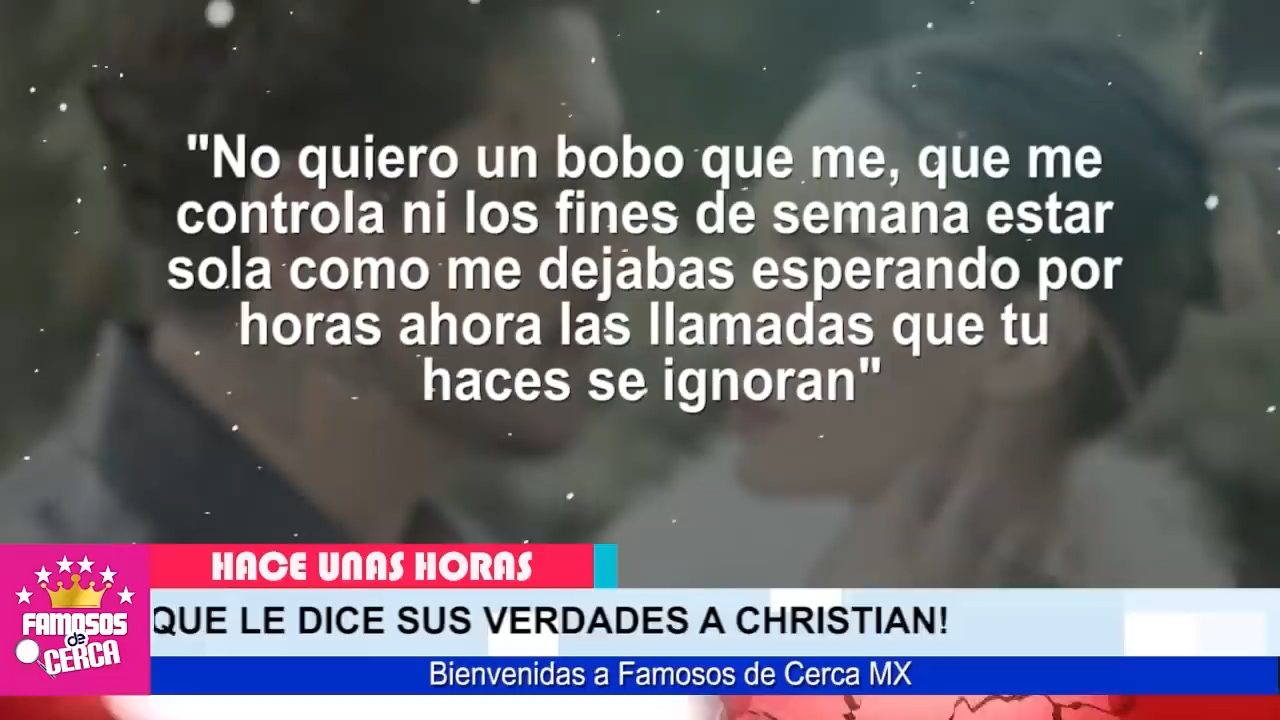 "No quiero un bobo que me, que me
controla ni los fines de semana estar
sola como me dejabas esperando por
horas ahora las llamadas que tu
haces se ignoran"
HACE UNAS HORAS
QUE LE DICE SUS VERDADES A CHRISTIAN!
FAMOSOS
de
CERCA
Bienvenidas a Famosos de Cerca MX